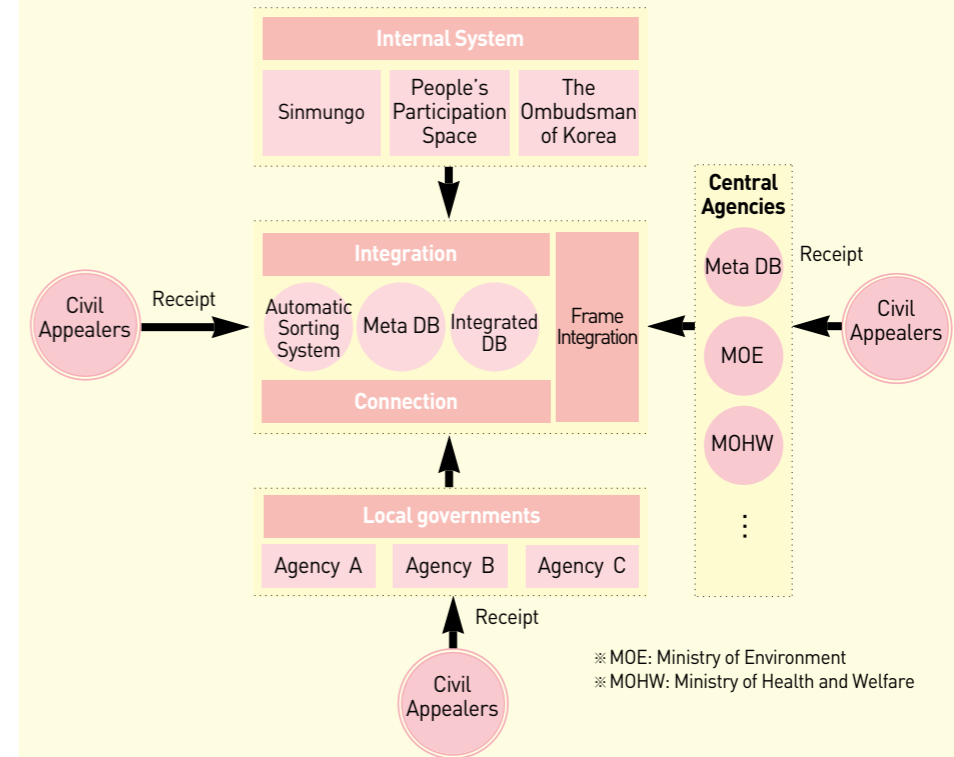 Internal System
Sinmungo
People's
Participation
Space
The
Ombudsman
of Korea
Central
Agencies
Meta DB
MOE
MOHW
⋮
Receipt
Civil
Appealers
Civil
Appealers
Receipt
Integration
Automatic
Sorting
System
Meta DB
Integrated
DB
Connection
Frame
Integration
Local governments
Agency A
Agency B
Agency C
Receipt
Civil
Appealers
※ MOE: Ministry of Environment
※ MOHW: Ministry of Health and Welfare